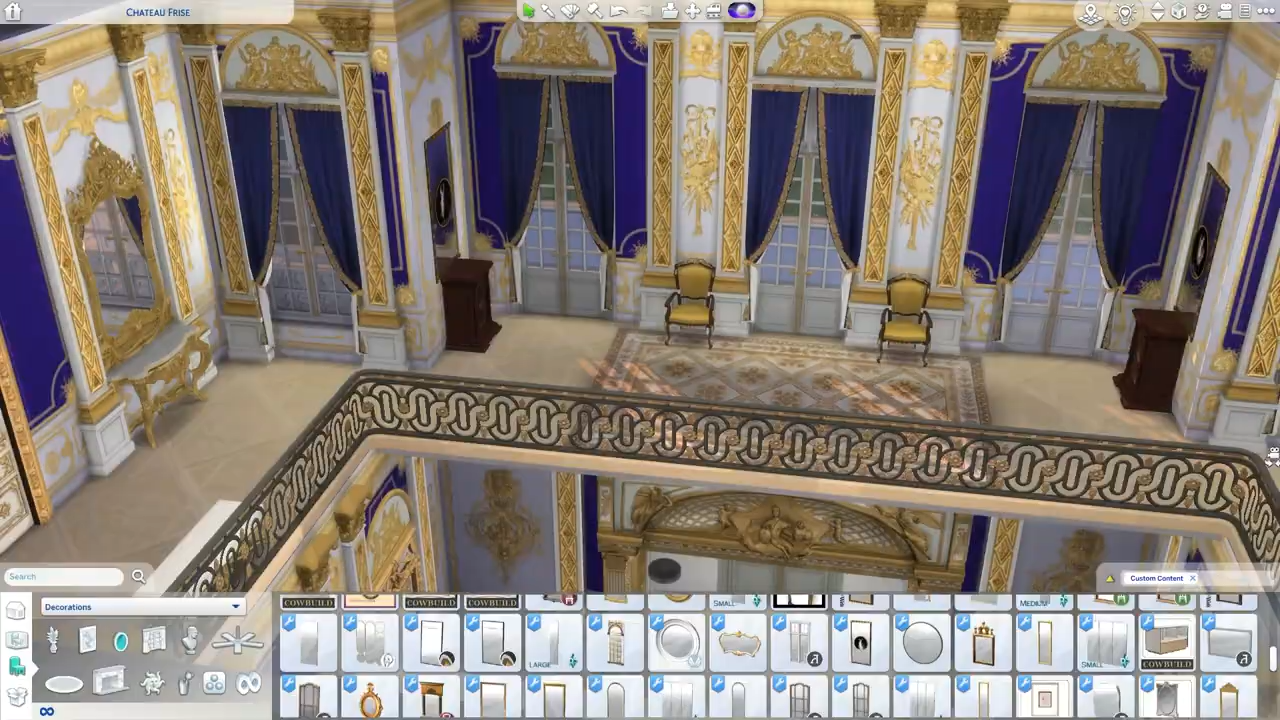 CHATEAU FRISE
Search
Custom Content
Decorations
COWBUILD
COWBUILD
COWBUILD
SMALL
MEDIUM
LARGE
SMALL
COWBUILD